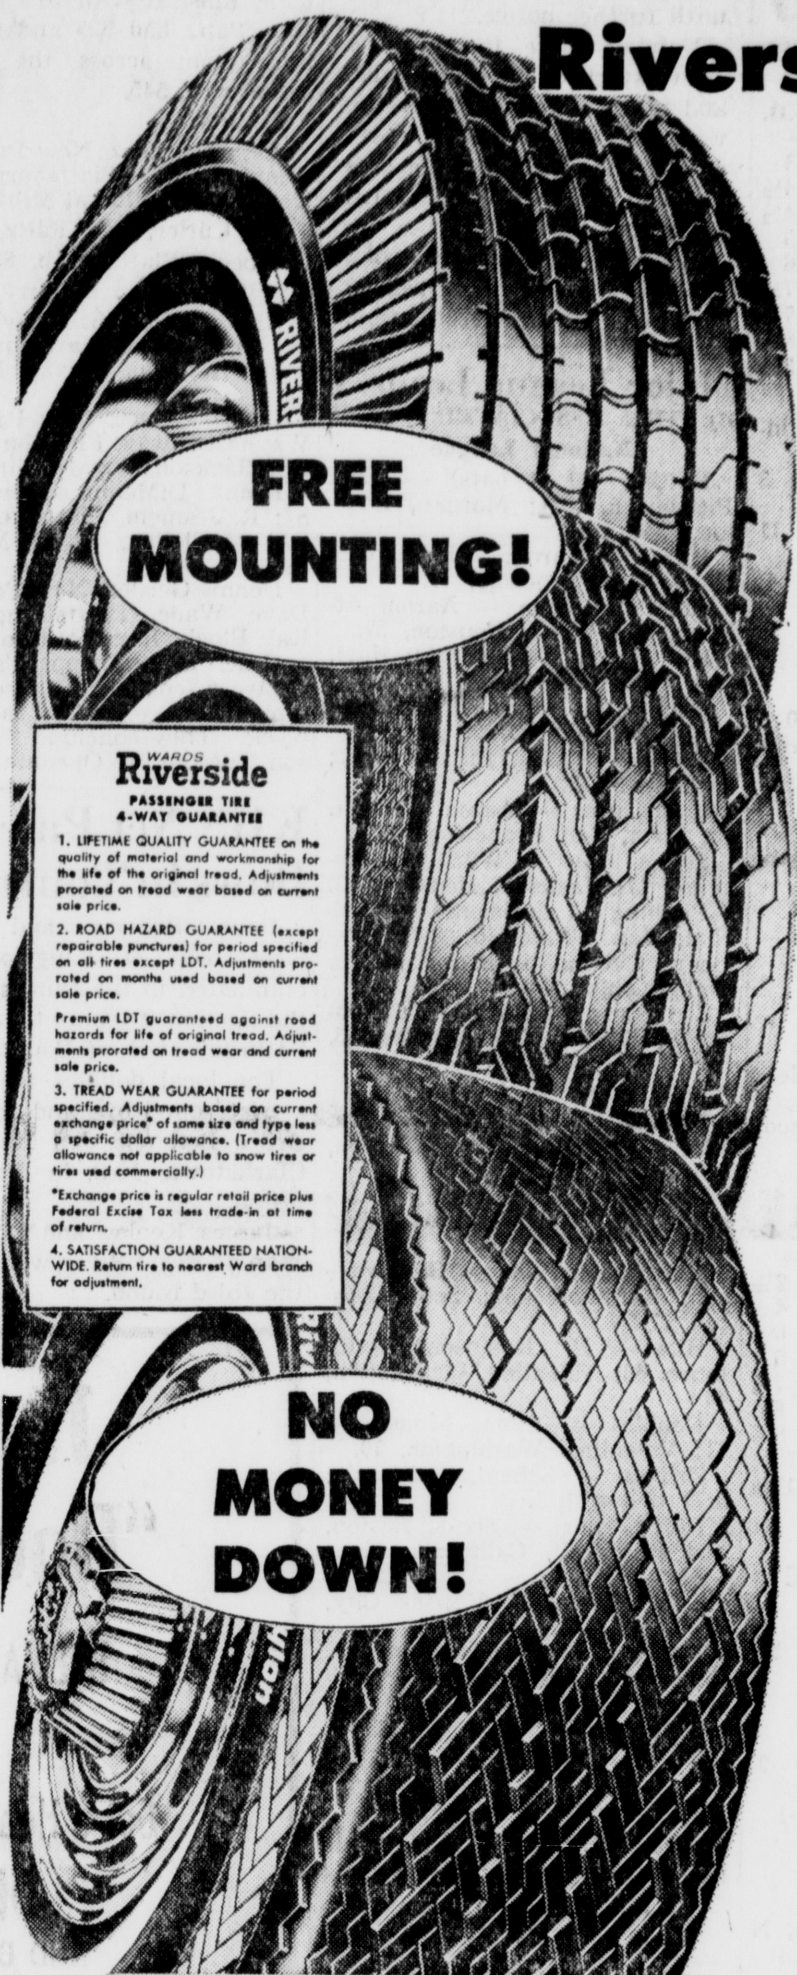 Rivers
RIVERS
FREE
MOUNTING!
WARDS
Riverside
PASSENGER TIRE
4-WAY GUARANTEE
1. LIFETIME QUALITY GUARANTEE on the
quality of material and workmanship for
the life of the original tread. Adjustments
prorated on tread wear based on current
sale price.
2. ROAD HAZARD GUARANTEE (except
repairable punctures) for period specified
on all tires except LDT. Adjustments pro-
rated on months used based on current
sale price.
Premium LDT guaranteed against road
hazards for life of original tread. Adjust-
ments prorated on tread wear and current
sale price.
3. TREAD WEAR GUARANTEE for period
specified. Adjustments based on current
exchange price* of same size and type less
a specific dollar allowance. (Tread wear
allowance not applicable to snow tires or
tires used commercially.)
*Exchange price is regular retail price plus
Federal Excise Tax less trade-in at time
of return.
4. SATISFACTION GUARANTEED NATION-
WIDE. Return tire to nearest Ward branch
for adjustment.
RIV
NO
MONEY
DOWN!
ylon